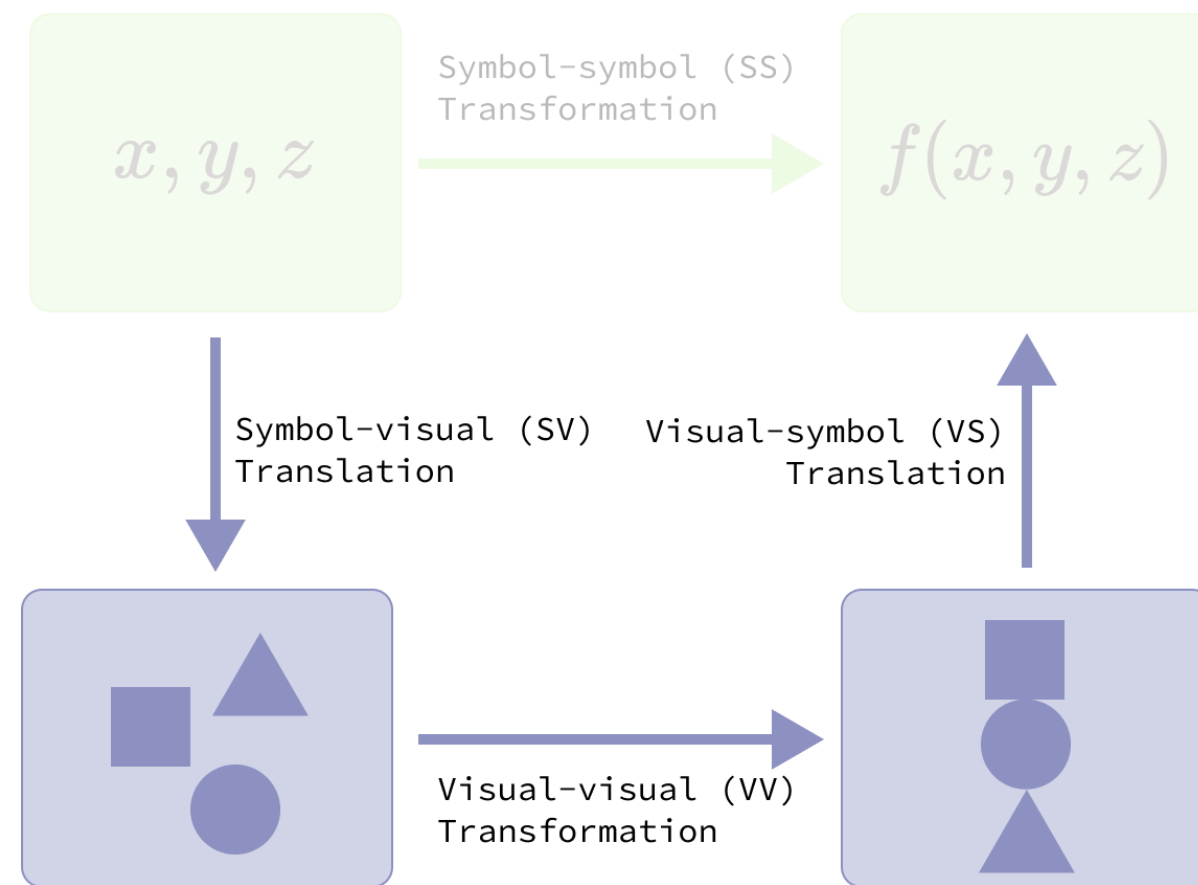 Symbol-symbol (SS)
Transformation
x, y, z
f(x, y, z)
Symbol-visual (SV)
Translation
Visual-symbol (VS)
Translation
Visual-visual (VV)
Transformation